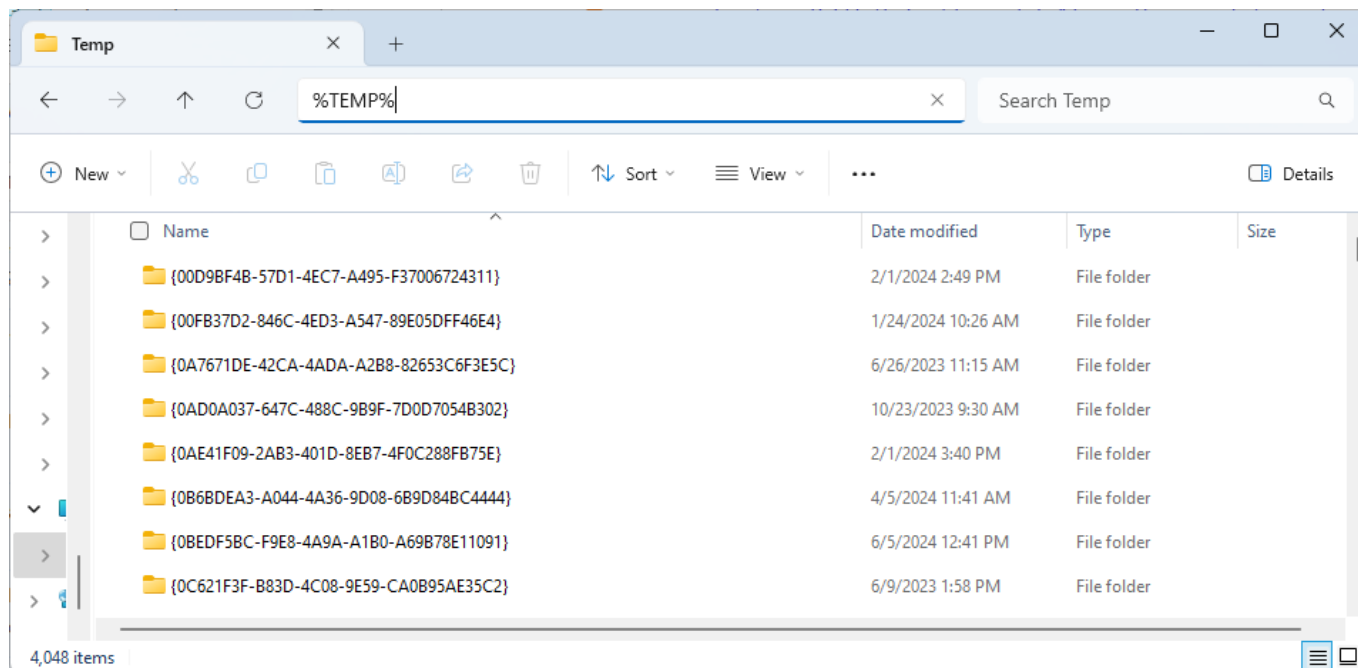 Temp
%TEMP%
Search Temp
New
Sort
View
Details
Name Date modified Type Size
{00D9BF4B-57D1-4EC7-A495-F37006724311} 2/1/2024 2:49 PM File folder
{00FB37D2-846C-4ED3-A547-89E05DFF46E4} 1/24/2024 10:26 AM File folder
{0A7671DE-42CA-4ADA-A2B8-82653C6F3E5C} 6/26/2023 11:15 AM File folder
{0AD0A037-647C-488C-9B9F-7D0D7054B302} 10/23/2023 9:30 AM File folder
{0AE41F09-2AB3-401D-8EB7-4F0C288FB75E} 2/1/2024 3:40 PM File folder
{0B6BDEA3-A044-4A36-9D08-6B9D84BC4444} 4/5/2024 11:41 AM File folder
{0BEDF5BC-F9E8-4A9A-A1B0-A69B78E11091} 6/5/2024 12:41 PM File folder
{0C621F3F-B83D-4C08-9E59-CA0B95AE35C2} 6/9/2023 1:58 PM File folder
4,048 items